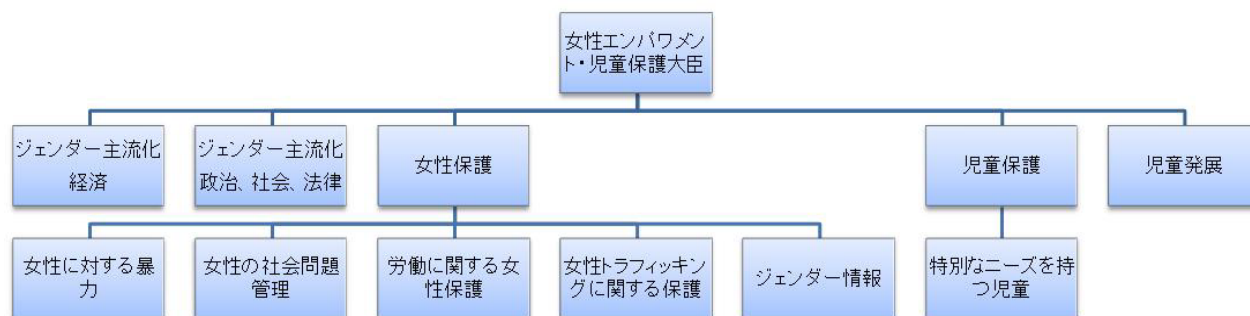 女性エンパワメン
ト・児童保護大臣
ジェンダー主流化
経済
ジェンダー主流化
政治、社会、法律
女性保護
児童保護
児童発展
女性に対する暴
力
女性の社会問題
管理
労働に関する女
性保護
女性トラフィッキン
グに関する保護
ジェンダー情報
特別なニーズを持
つ児童